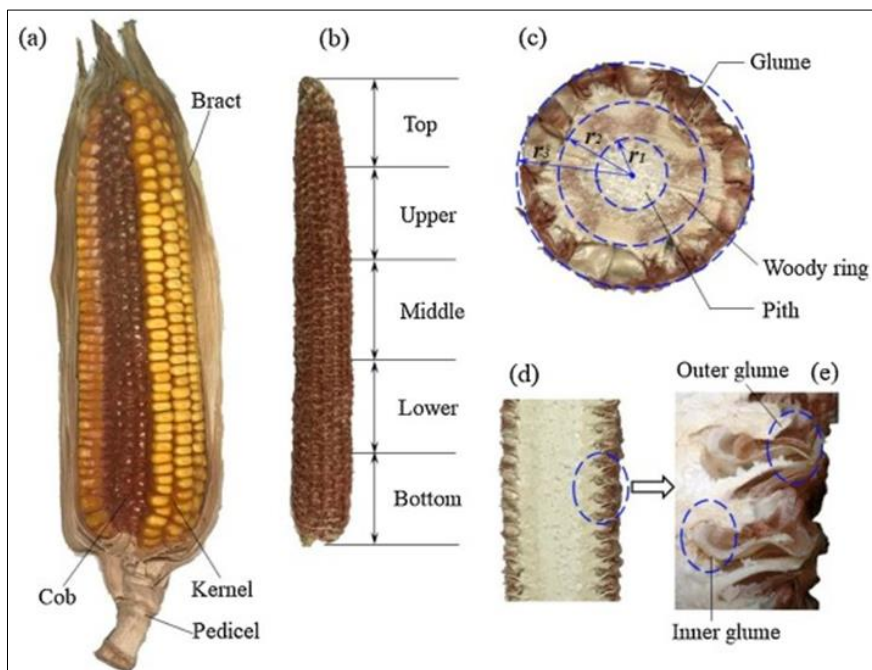 (a)
Bract
Cob
Kernel
Pedicel
(b)
Top
Upper
Middle
Lower
Bottom
(c)
Glume
r1
r2
r3
Woody ring
Pith
(d)
Outer glume
(e)
Inner glume